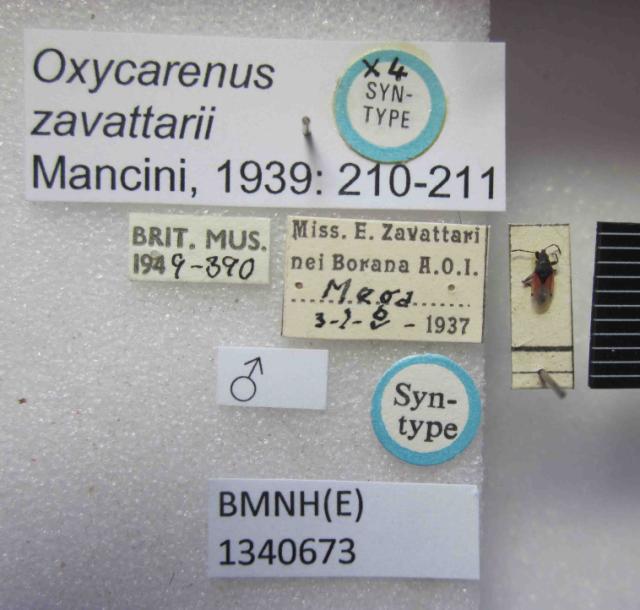 Oxycarenus
zavattarii
Mancini, 1939: 210-211
x4
SYN-
TYPE
BRIT. MUS.
1949-390
Miss. E. Zavattari
nei Borana A.O.I.
Mega
- 1937
♂
Syn-
type
BMNH(E)
1340673